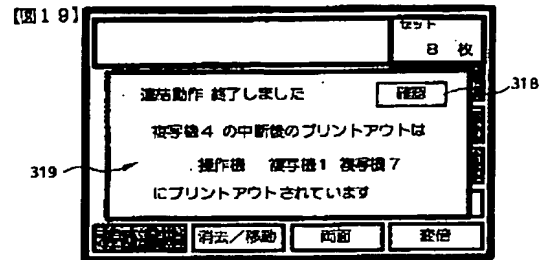 【図19】
セット
8 枚
連結動作 終了しました
確認
318
複写機4 の中断後のプリントアウトは
319
操作機 複写機1 複写機7
にプリントアウトされています
消去/移動
両面
変倍